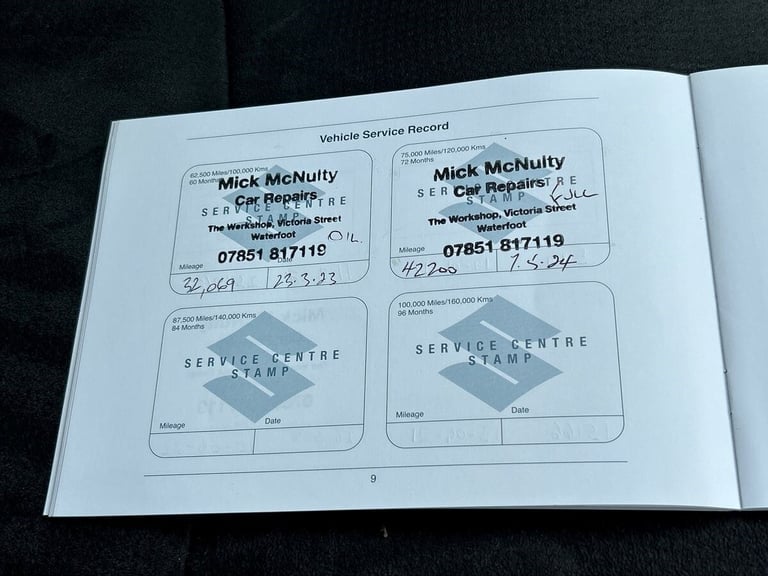 Vehicle Service Record
62,500 Miles/100,000 Kms
60 Months
Mick McNulty
Car Repairs
SERVICE CENTRE
STAMP
The Workshop, Victoria Street
Waterfoot
OIL.
07851 817119
Mileage
Date
32,069
23.3.23
75,000 Miles/120,000 Kms
72 Months
Mick McNulty
Car Repairs
SERVICE CENTRE
STAMP
FULL
The Workshop, Victoria Street
Waterfoot
07851 817119
Mileage
42200
7.5.24
87,500 Miles/140,000 Kms
84 Months
SERVICE CENTRE
STAMP
Mileage
Date
100,000 Miles/160,000 Kms
96 Months
SERVICE CENTRE
STAMP
Mileage
Date
9